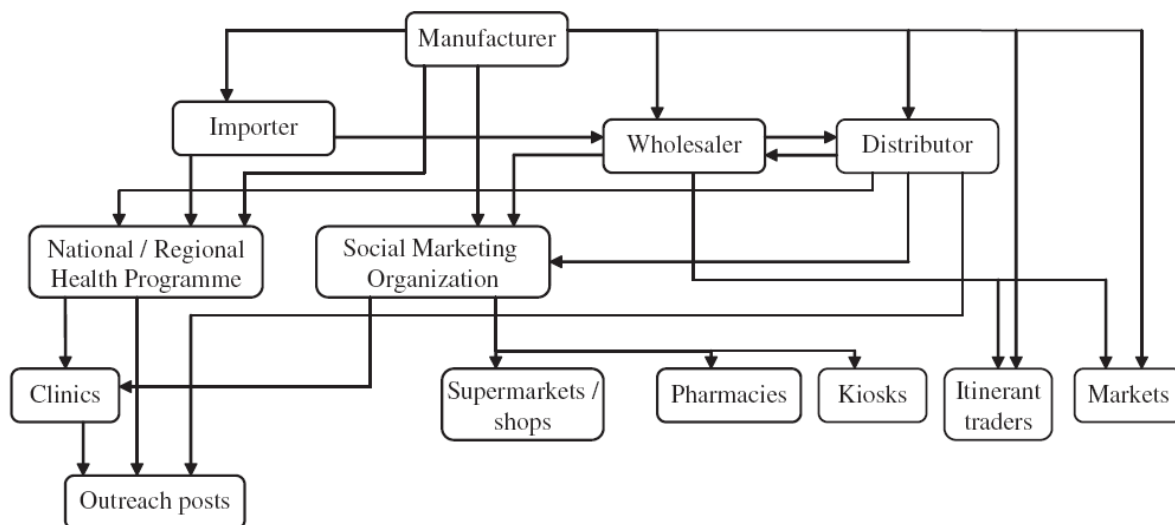 Manufacturer
Importer
Wholesaler
Distributor
National / Regional
Health Programme
Social Marketing
Organization
Clinics
Supermarkets /
shops
Pharmacies
Kiosks
Itinerant
traders
Markets
Outreach posts